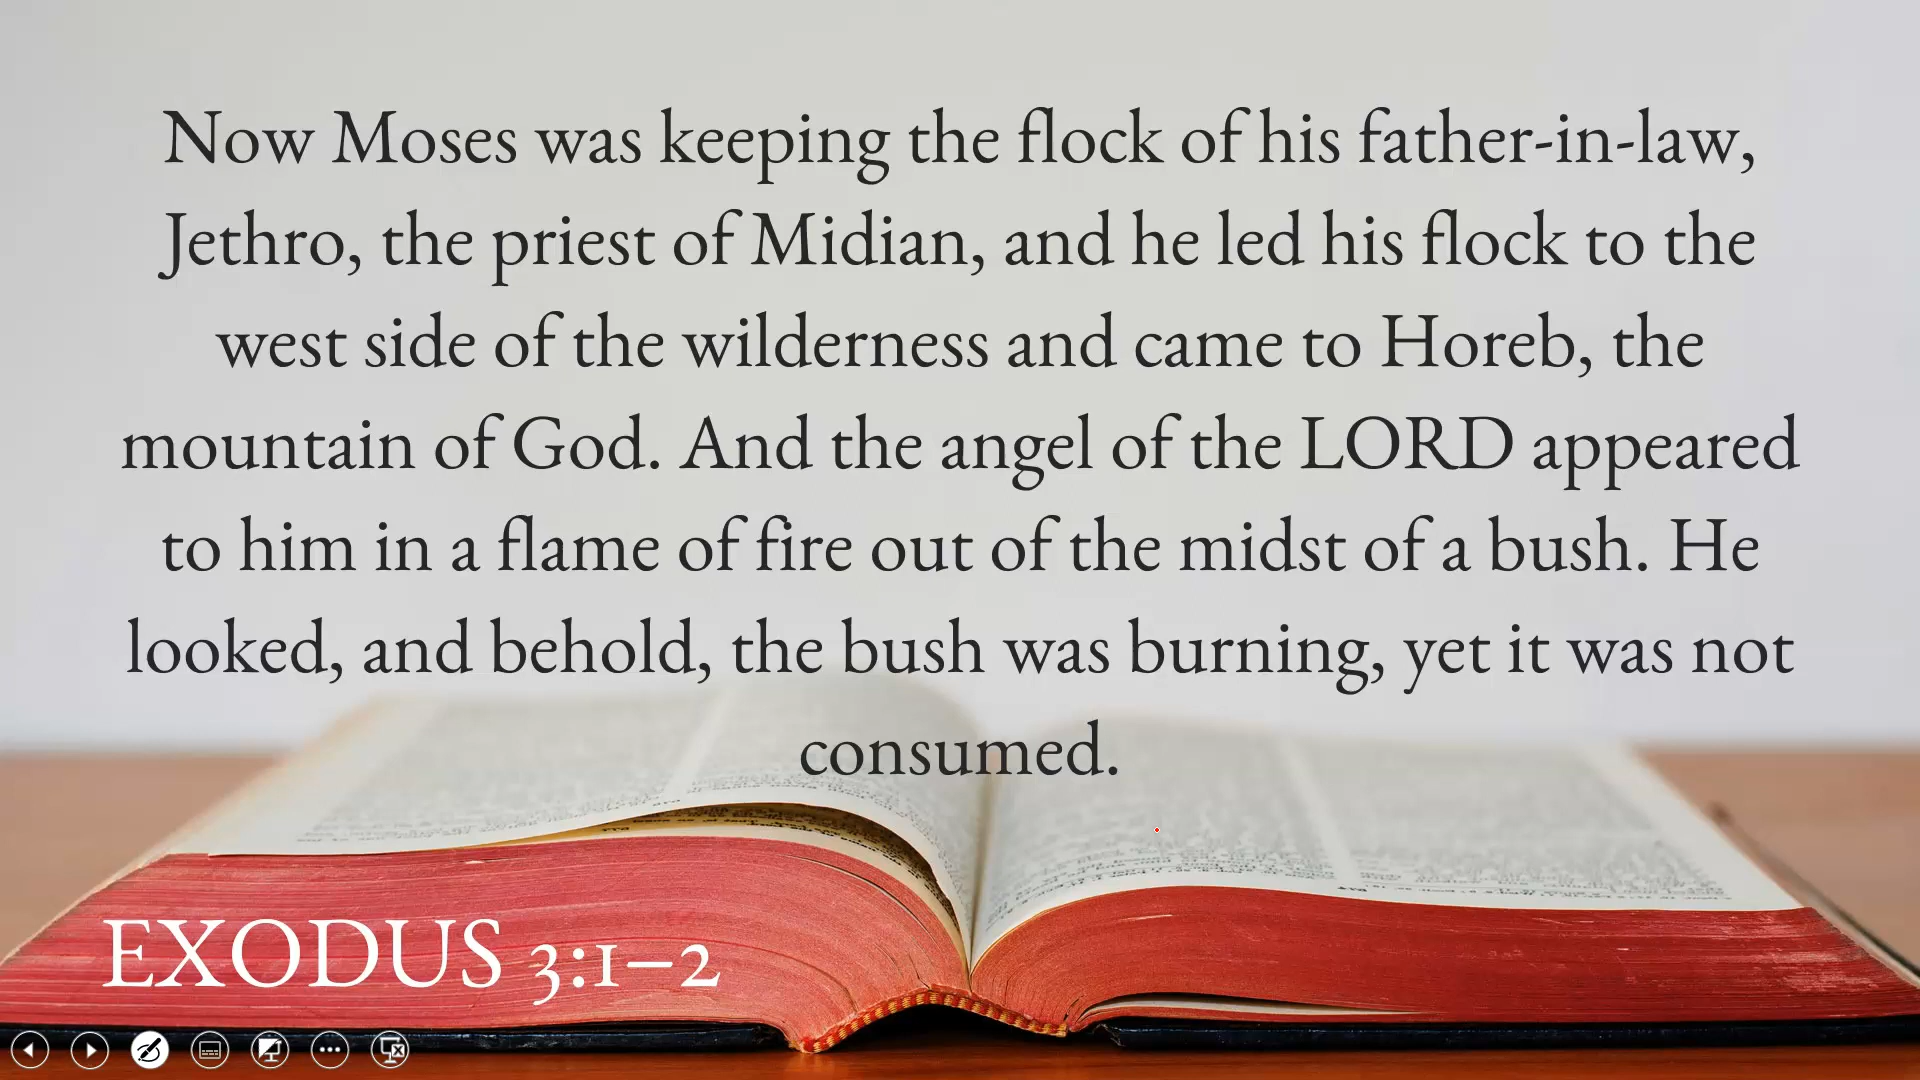 Now Moses was keeping the flock of his father-in-law,
Jethro, the priest of Midian, and he led his flock to the
west side of the wilderness and came to Horeb, the
mountain of God. And the angel of the LORD appeared
to him in a flame of fire out of the midst of a bush. He
looked, and behold, the bush was burning, yet it was not
consumed.
EXODUS 3:1–2